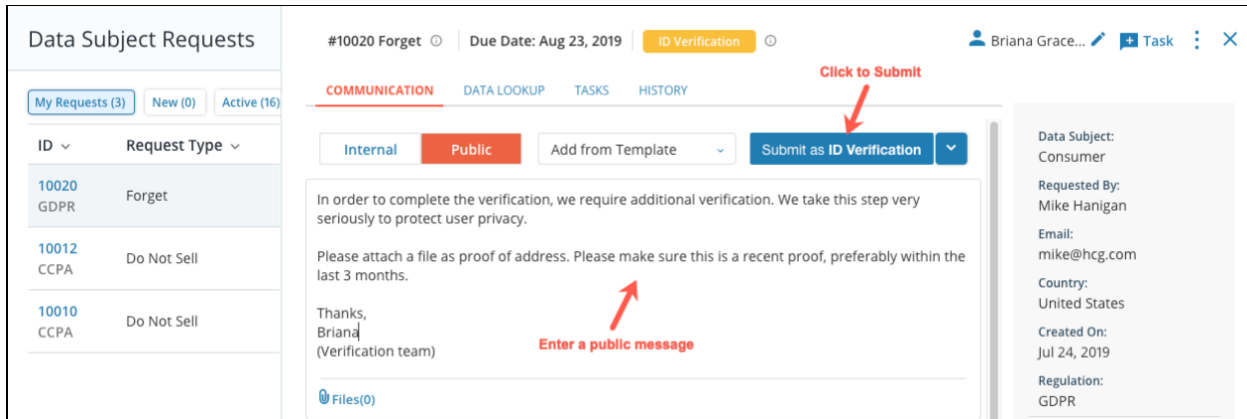 Data Subject Requests
My Requests (3) New (0) Active (16)
ID Request Type
10020
GDPR
Forget
10012
CCPA
Do Not Sell
10010
CCPA
Do Not Sell
#10020 Forget Due Date: Aug 23, 2019 ID Verification Briana Grace... Task
Click to Submit
COMMUNICATION DATA LOOKUP TASKS HISTORY
Internal Public Add from Template Submit as ID Verification
In order to complete the verification, we require additional verification. We take this step very
seriously to protect user privacy.
Please attach a file as proof of address. Please make sure this is a recent proof, preferably within the
last 3 months.
Thanks,
Briana
(Verification team)
Enter a public message
Files(0)
Data Subject:
Consumer
Requested By:
Mike Hanigan
Email:
mike@hcg.com
Country:
United States
Created On:
Jul 24, 2019
Regulation:
GDPR